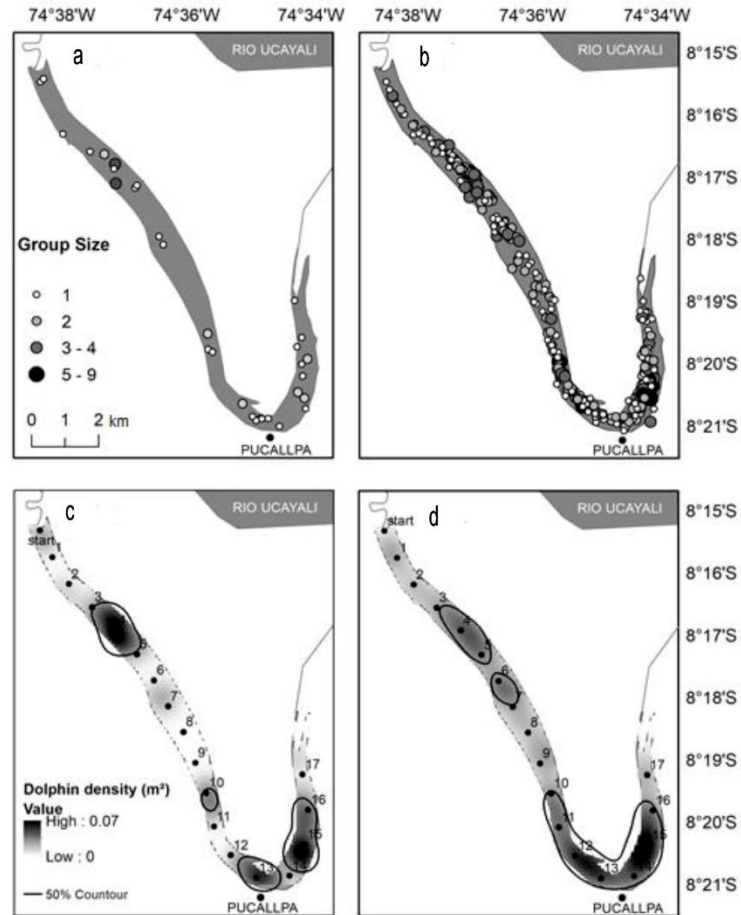 74°38'W 74°36'W 74°34'W 74°38'W 74°36'W 74°34'W
a RIO UCAYALI
b RIO UCAYALI
8°15'S
8°16'S
8°17'S
8°18'S
8°19'S
8°20'S
8°21'S
Group Size
1
2
3 - 4
5 - 9
0 1 2 km
PUCALLPA
PUCALLPA
c RIO UCAYALI
start
1
2
3
5
6
7
8
9
10
11
12
13
14
15
16
17
Dolphin density (m²)
Value
High : 0.07
Low : 0
50% Countour
PUCALLPA
d RIO UCAYALI
start
1
2
3
4
5
6
7
8
9
10
11
12
13
14
15
16
17
PUCALLPA
8°15'S
8°16'S
8°17'S
8°18'S
8°19'S
8°20'S
8°21'S